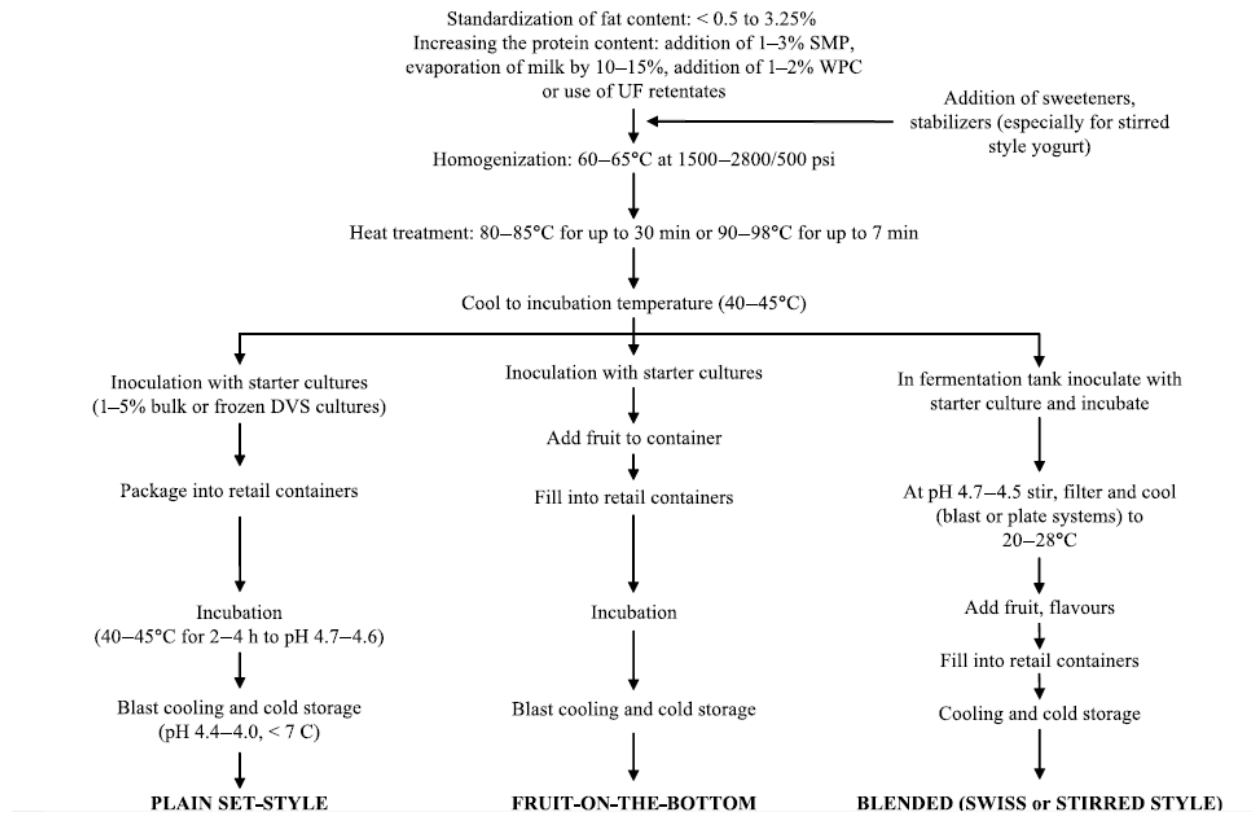 Standardization of fat content: < 0.5 to 3.25%
Increasing the protein content: addition of 1–3% SMP,
evaporation of milk by 10–15%, addition of 1–2% WPC
or use of UF retentates
Addition of sweeteners,
stabilizers (especially for stirred
style yogurt)
Homogenization: 60–65°C at 1500–2800/500 psi
Heat treatment: 80–85°C for up to 30 min or 90–98°C for up to 7 min
Cool to incubation temperature (40–45°C)
Inoculation with starter cultures
(1–5% bulk or frozen DVS cultures)
Package into retail containers
Incubation
(40–45°C for 2–4 h to pH 4.7–4.6)
Blast cooling and cold storage
(pH 4.4–4.0, < 7 C)
PLAIN SET-STYLE
Inoculation with starter cultures
Add fruit to container
Fill into retail containers
Incubation
Blast cooling and cold storage
FRUIT-ON-THE-BOTTOM
In fermentation tank inoculate with
starter culture and incubate
At pH 4.7–4.5 stir, filter and cool
(blast or plate systems) to
20–28°C
Add fruit, flavours
Fill into retail containers
Cooling and cold storage
BLENDED (SWISS or STIRRED STYLE)